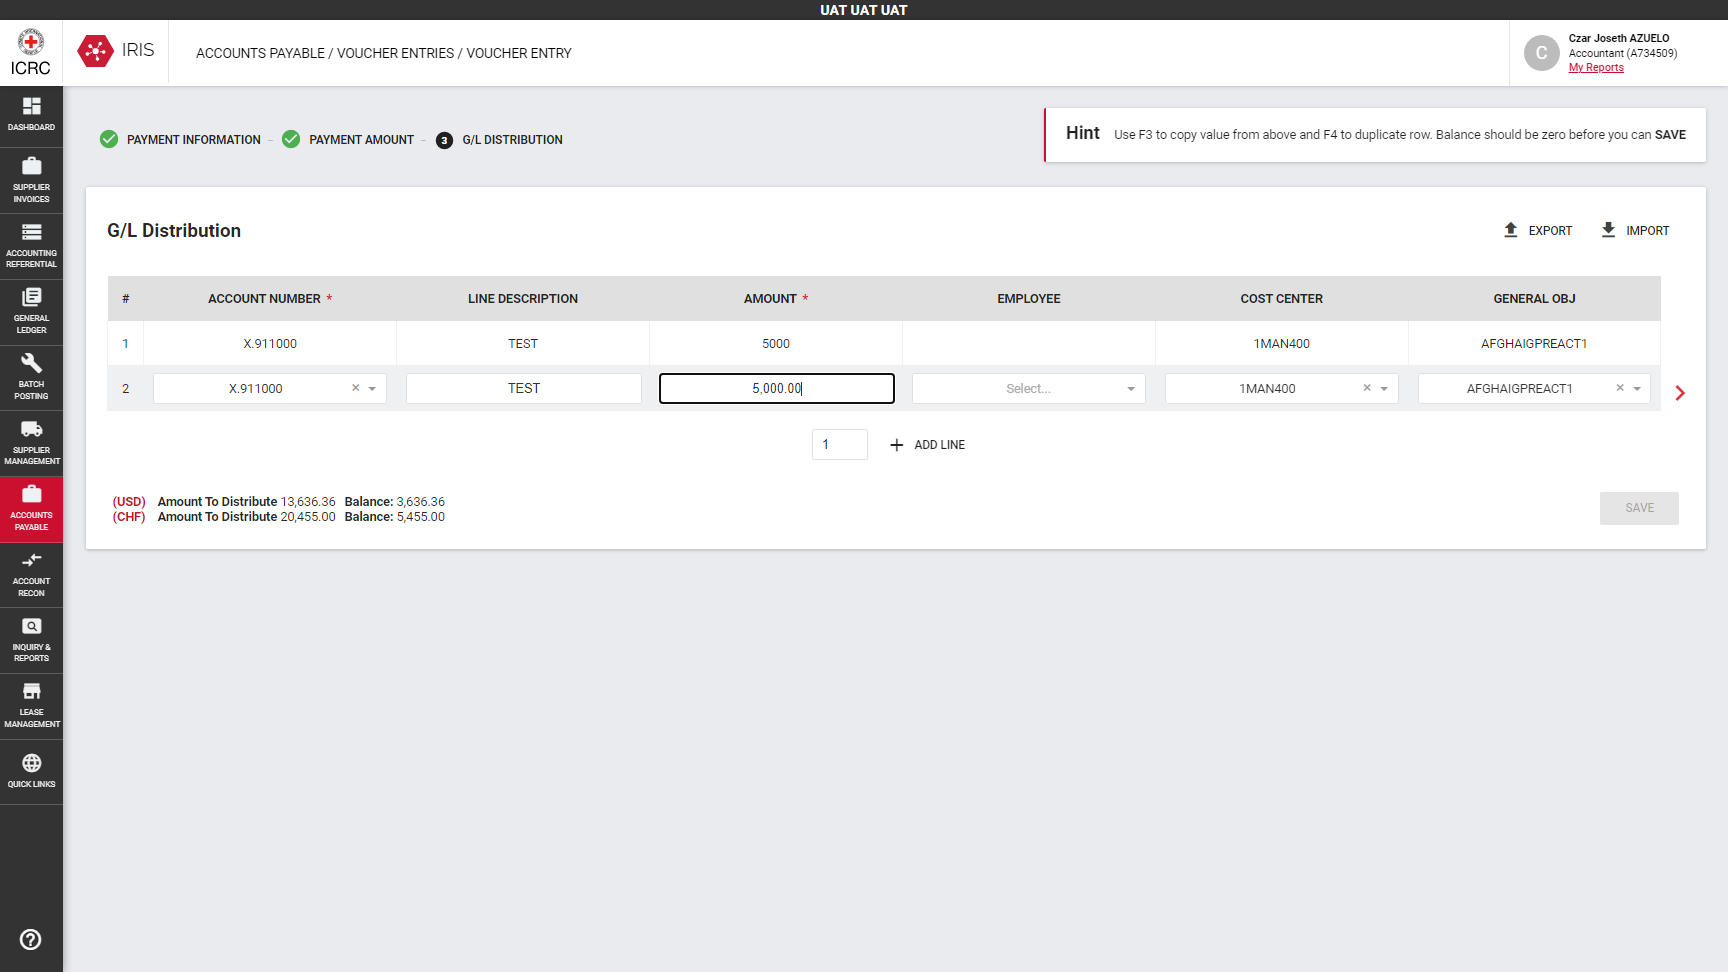 UAT UAT UAT
ICRC
IRIS
ACCOUNTS PAYABLE / VOUCHER ENTRIES / VOUCHER ENTRY
C
Czar Joseth AZUELO
Accountant (A734509)
My Reports
DASHBOARD
SUPPLIER
INVOICES
ACCOUNTING
REFERENTIAL
GENERAL
LEDGER
BATCH
POSTING
SUPPLIER
MANAGEMENT
ACCOUNTS
PAYABLE
ACCOUNT
RECON
INQUIRY &
REPORTS
LEASE
MANAGEMENT
QUICK LINKS
PAYMENT INFORMATION - PAYMENT AMOUNT - 3 G/L DISTRIBUTION
Hint Use F3 to copy value from above and F4 to duplicate row. Balance should be zero before you can SAVE
G/L Distribution
EXPORT IMPORT
# ACCOUNT NUMBER * LINE DESCRIPTION AMOUNT * EMPLOYEE COST CENTER GENERAL OBJ
1 X.911000 TEST 5000 1MAN400 AFGHAIGPREACT1
2 X.911000 × TEST 5,000.00 Select... 1MAN400 × AFGHAIGPREACT1 ×
1 + ADD LINE
(USD) Amount To Distribute 13,636.36 Balance: 3,636.36
(CHF) Amount To Distribute 20,455.00 Balance: 5,455.00
SAVE
?